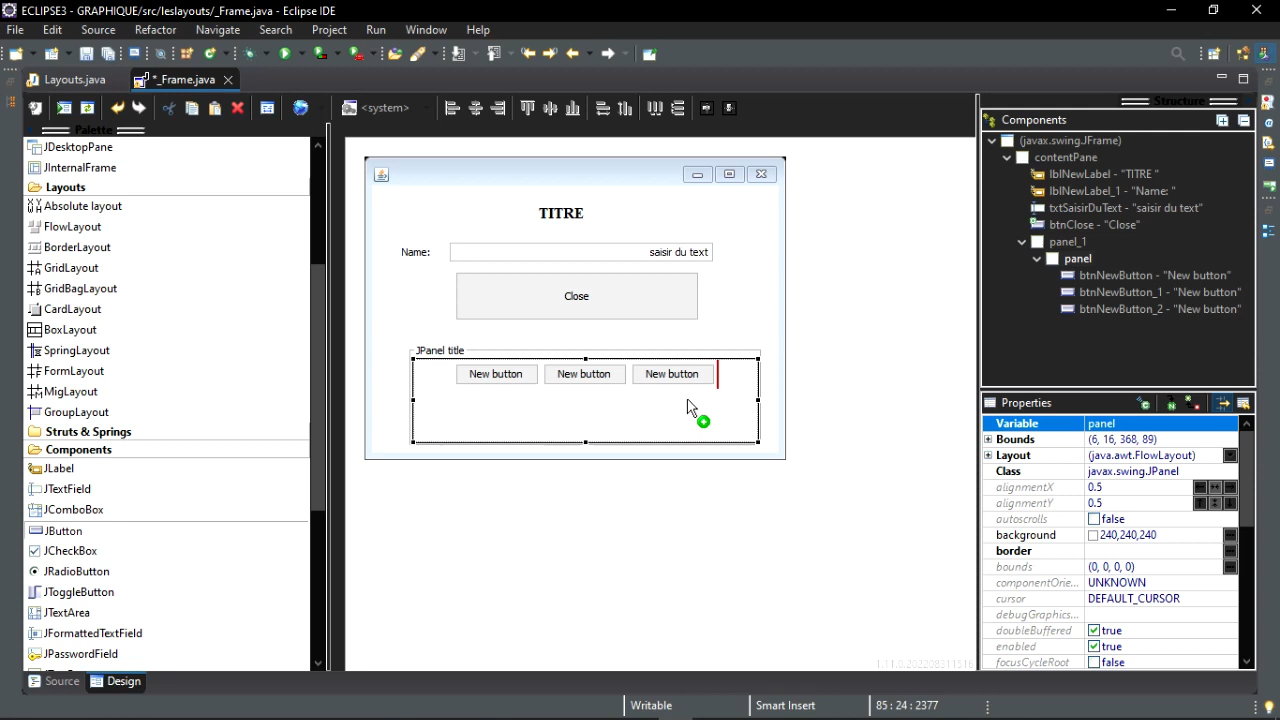 ECLIPSE3 - GRAPHIQUE/src/leslayouts/_Frame.java - Eclipse IDE
File Edit Source Refactor Navigate Search Project Run Window Help
Layouts.java *_Frame.java
<system>
Palette
JDesktopPane
JInternalFrame
Layouts
Absolute layout
FlowLayout
BorderLayout
GridLayout
GridBagLayout
CardLayout
BoxLayout
SpringLayout
FormLayout
MigLayout
GroupLayout
Struts & Springs
Components
JLabel
JTextField
JComboBox
JButton
JCheckBox
JRadioButton
JToggleButton
JTextArea
JFormattedTextField
JPasswordField
TITRE
Name: saisir du text
Close
JPanel title
New button New button New button
1.11.0.202208311516
Structure
Components
(javax.swing.JFrame)
contentPane
lblNewLabel - "TITRE "
lblNewLabel_1 - "Name: "
txtSaisirDuText - "saisir du text"
btnClose - "Close"
panel_1
panel
btnNewButton - "New button"
btnNewButton_1 - "New button"
btnNewButton_2 - "New button"
Properties
Variable panel
Bounds (6, 16, 368, 89)
Layout (java.awt.FlowLayout)
Class javax.swing.JPanel
alignmentX 0.5
alignmentY 0.5
autoscrolls false
background 240,240,240
border
bounds (0, 0, 0, 0)
componentOrie... UNKNOWN
cursor DEFAULT_CURSOR
debugGraphics...
doubleBuffered true
enabled true
focusCycleRoot false
Source Design
Writable Smart Insert 85 : 24 : 2377